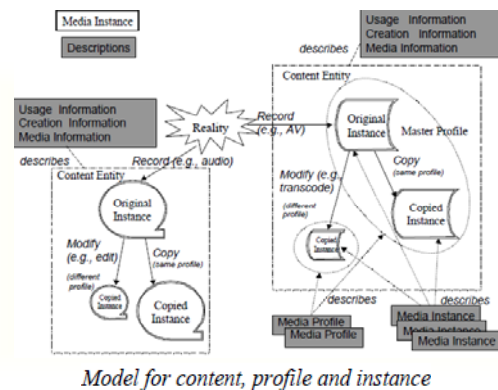 Media Instance
Descriptions
Usage Information
Creation Information
Media Information
describes
Content Entity
Usage Information
Creation Information
Media Information
describes
Content Entity
Reality
Record
(e.g., AV)
Record (e.g., audio)
Original
Instance
Master Profile
Modify (e.g.,
transcode)
(different
profile)
Copy
(same profile)
Copied
Instance
Copied
Instance
Original
Instance
Modify
(e.g., edit)
(different
profile)
Copy
(same profile)
Copied
Instance
Copied
Instance
describes
describes
Media Profile
Media Profile
Media Instance
Media Instance
Media Instance
Model for content, profile and instance